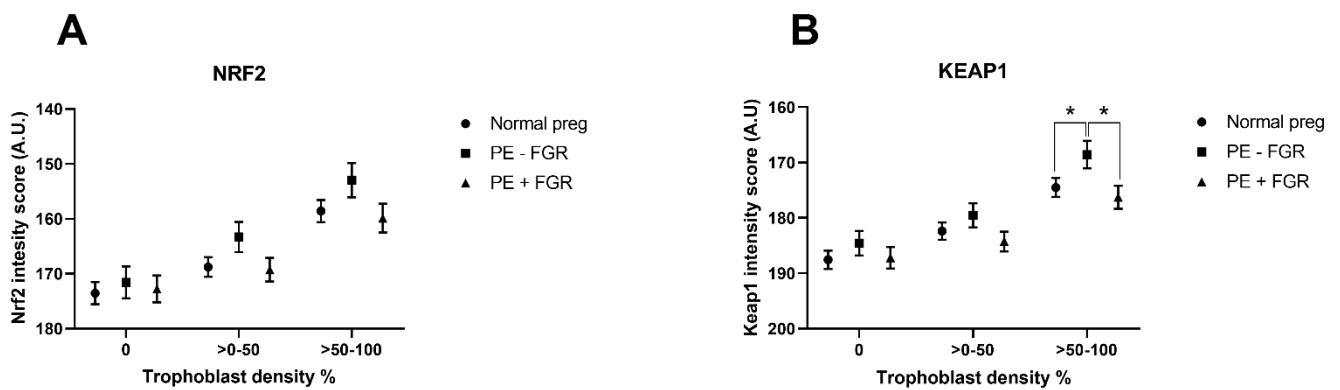 A
NRF2
Nrf2 intesity score (A.U.)
140
150
160
170
180
0
>0-50
>50-100
Trophoblast density %
Normal preg
PE - FGR
PE + FGR
B
KEAP1
Keap1 intensity score (A.U)
160
170
180
190
200
* *
0
>0-50
>50-100
Trophoblast density %
Normal preg
PE - FGR
PE + FGR